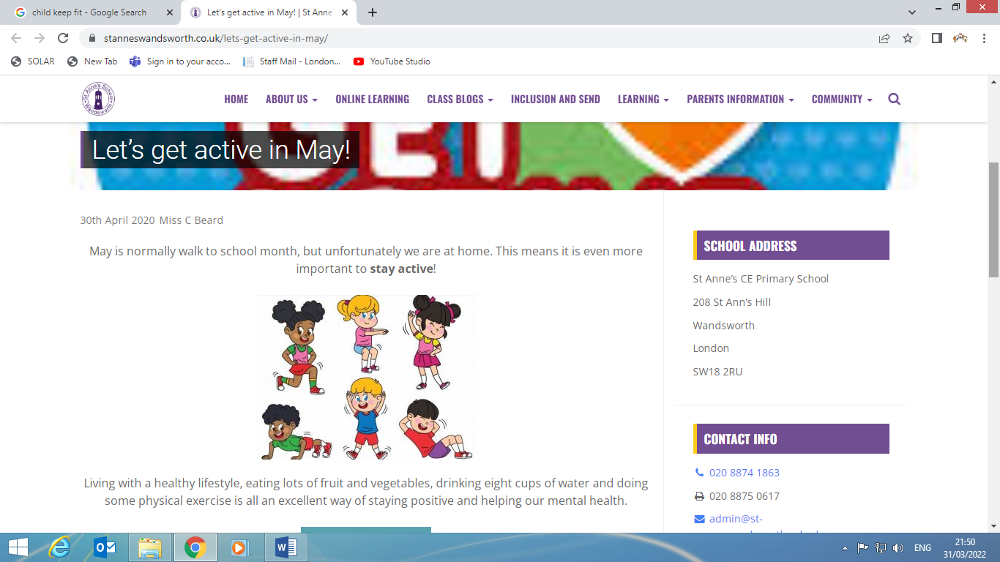 child keep fit - Google Search
Let's get active in May! | St Anne'
stanneswandsworth.co.uk/lets-get-active-in-may/
SOLAR
New Tab
Sign in to your acco...
Staff Mail - London...
YouTube Studio
St Anne's School
Wandsworth
HOME
ABOUT US
ONLINE LEARNING
CLASS BLOGS
INCLUSION AND SEND
LEARNING
PARENTS INFORMATION
COMMUNITY
GET
Let's get active in May!
30th April 2020 Miss C Beard
May is normally walk to school month, but unfortunately we are at home. This means it is even more
important to stay active!
Living with a healthy lifestyle, eating lots of fruit and vegetables, drinking eight cups of water and doing
some physical exercise is all an excellent way of staying positive and helping our mental health.
SCHOOL ADDRESS
St Anne's CE Primary School
208 St Ann's Hill
Wandsworth
London
SW18 2RU
CONTACT INFO
020 8874 1863
020 8875 0617
admin@st-
ENG
21:50
31/03/2022